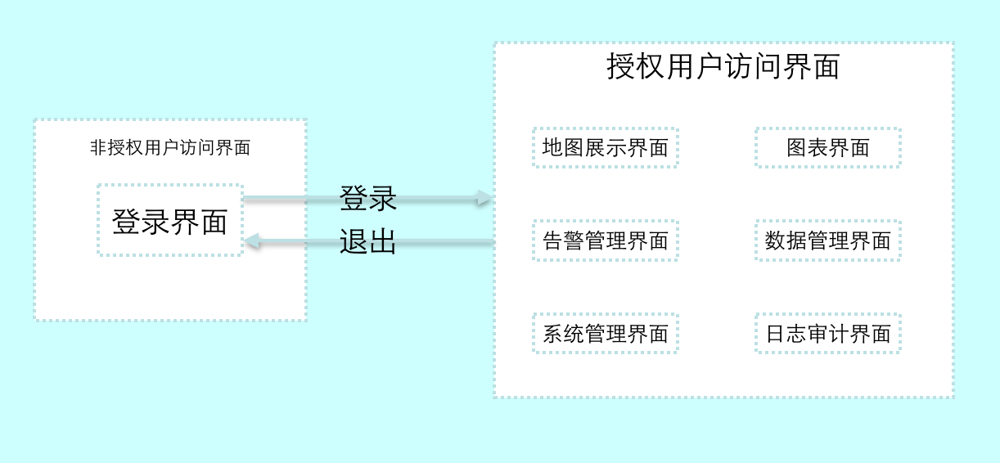 授权用户访问界面
非授权用户访问界面
登录界面
登录
退出
地图展示界面
图表界面
告警管理界面
数据管理界面
系统管理界面
日志审计界面